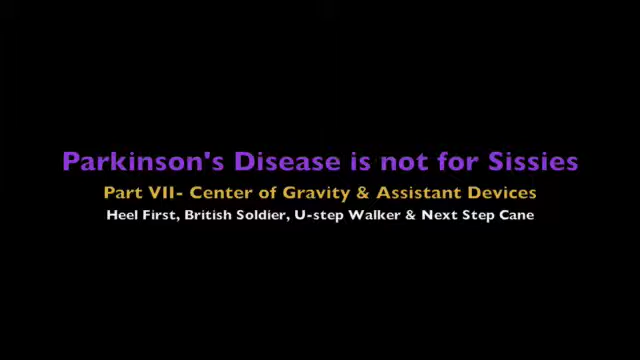 Parkinson's Disease is not for Sissies
Part VII- Center of Gravity & Assistant Devices
Heel First, British Soldier, U-step Walker & Next Step Cane